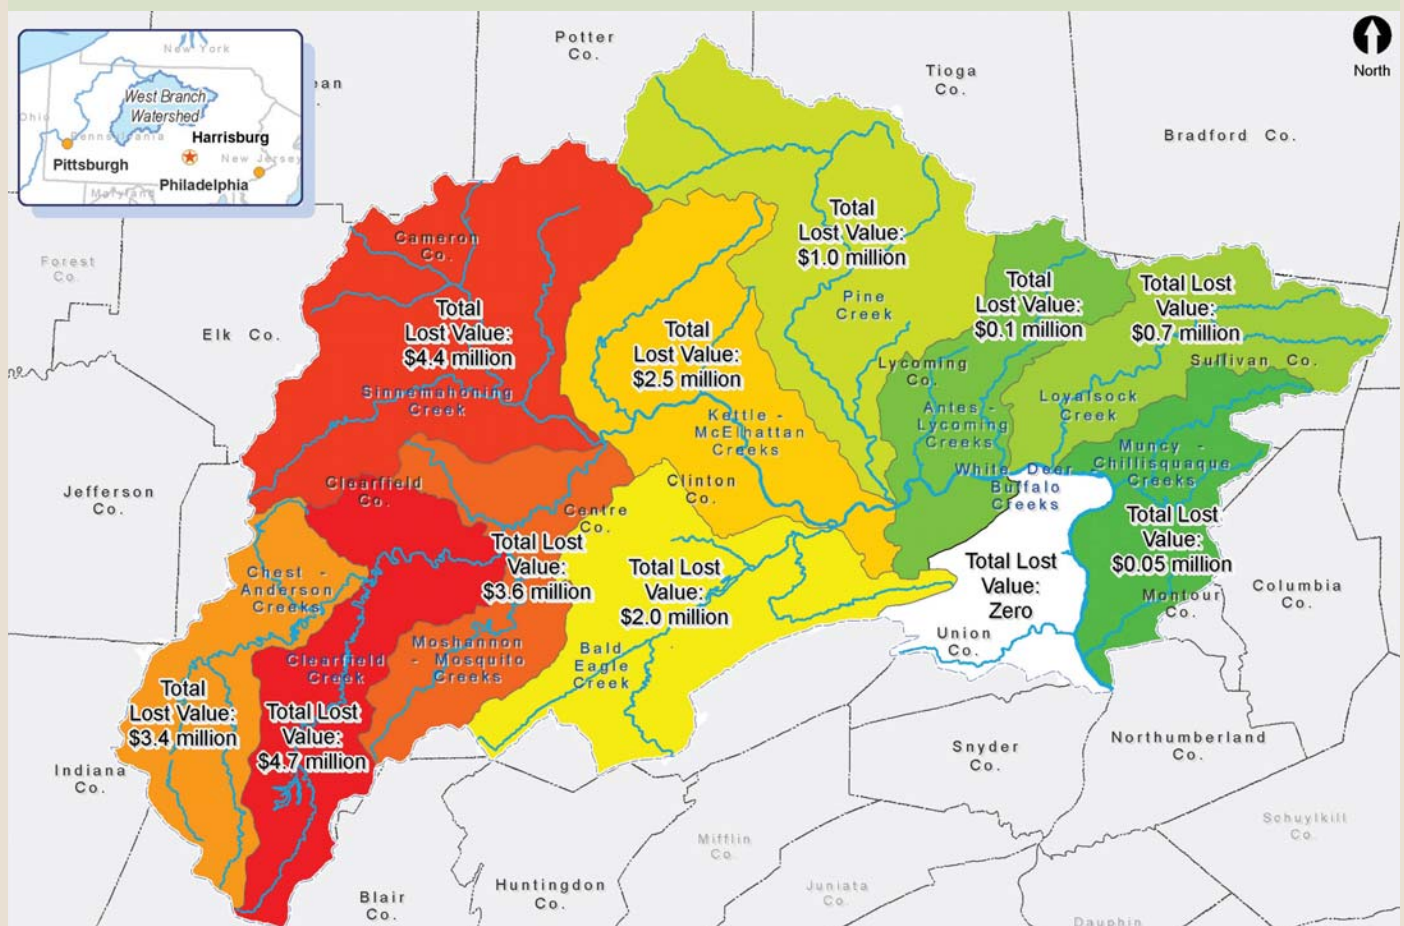 New York
West Branch
Watershed
Ohio
Pennsylvania
Harrisburg
Pittsburgh
New Jersey
Philadelphia
Maryland
ean
Potter
Co.
Tioga
Co.
Bradford Co.
North
Forest
Co.
Elk Co.
Cameron
Co.
Total
Lost Value:
$4.4 million
Sinnemahoning
Creek
Total
Lost Value:
$2.5 million
Kettle -
McElhattan
Creeks
Total
Lost Value:
$1.0 million
Pine
Creek
Total
Lost Value:
$0.1 million
Lycoming
Co.
Antes -
Lycoming
Creeks
Total Lost
Value:
$0.7 million
Sullivan Co.
Loyalsock
Creek
Muncy -
Chillisquaque
Creeks
White Deer -
Buffalo
Creeks
Jefferson
Co.
Clearfield
Co.
Centre
Co.
Clinton
Co.
Total Lost
Value:
$3.6 million
Total Lost
Value:
$2.0 million
Total Lost
Value:
Zero
Total Lost
Value:
$0.05 million
Montour
Co.
Columbia
Co.
Union
Co.
Chest -
Anderson
Creeks
Clearfield
Creek
Moshannon
- Mosquito
Creeks
Bald
Eagle
Creek
Total
Lost Value:
$3.4 million
Total Lost
Value:
$4.7 million
Indiana
Co.
Snyder
Co.
Northumberland
Co.
Schuylkill
Co.
Mifflin
Co.
Blair
Co.
Huntingdon
Co.
Juniata
Co.
Dauphin